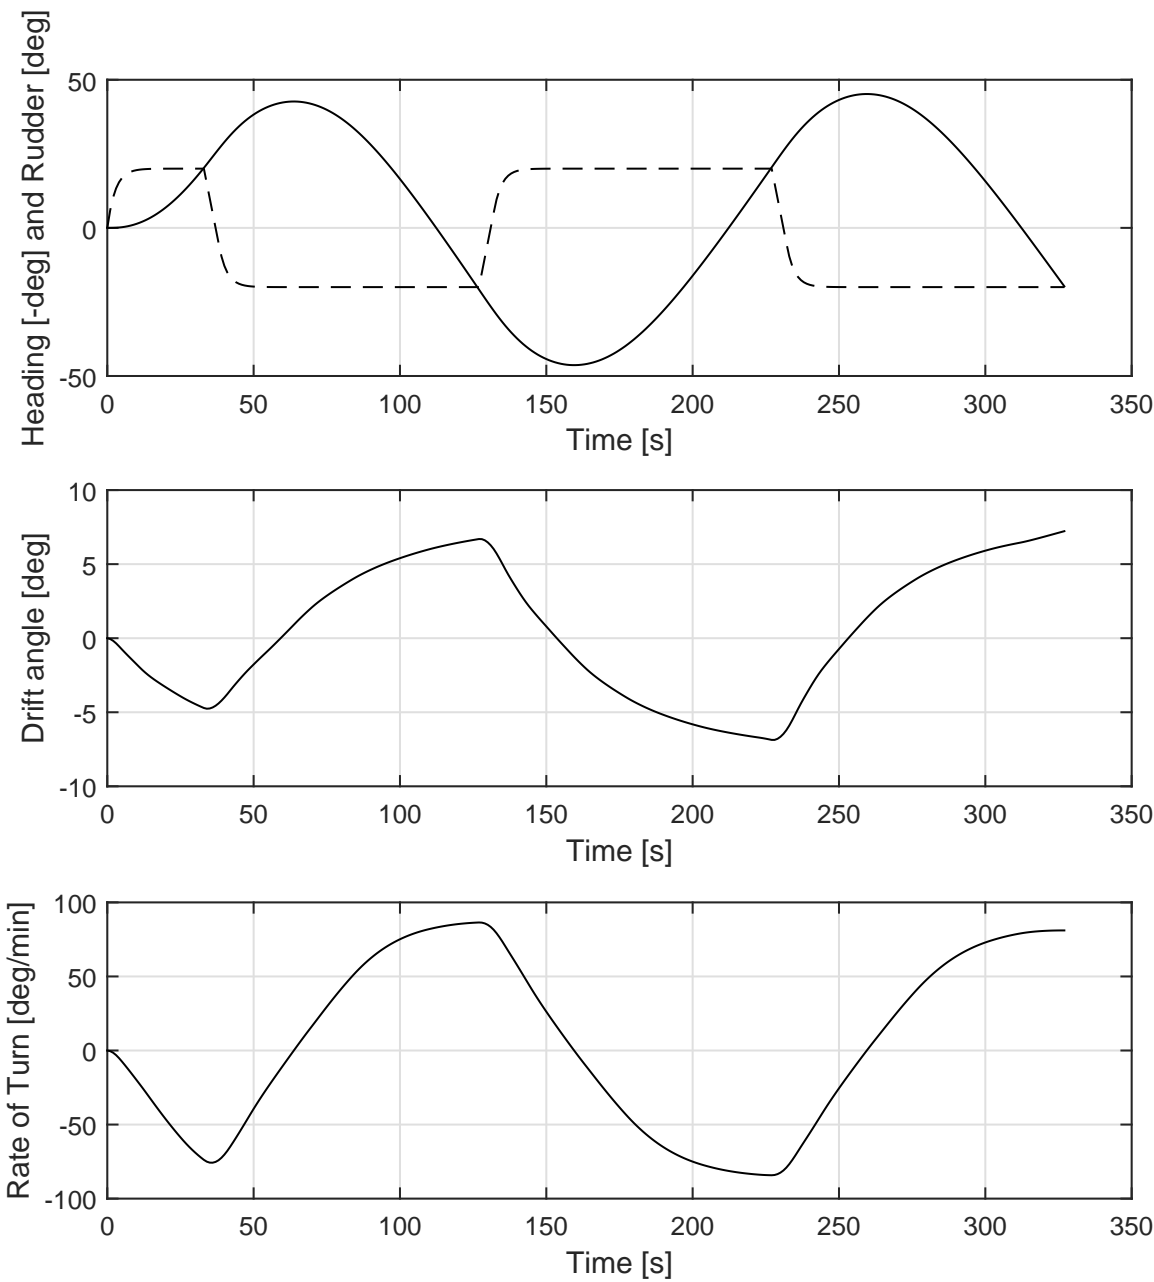 Heading [-deg] and Rudder [deg]
50
0
-50
0 50 100 150 200 250 300 350
Time [s]
Drift angle [deg]
10
5
0
-5
-10
0 50 100 150 200 250 300 350
Time [s]
Rate of Turn [deg/min]
100
50
0
-50
-100
0 50 100 150 200 250 300 350
Time [s]